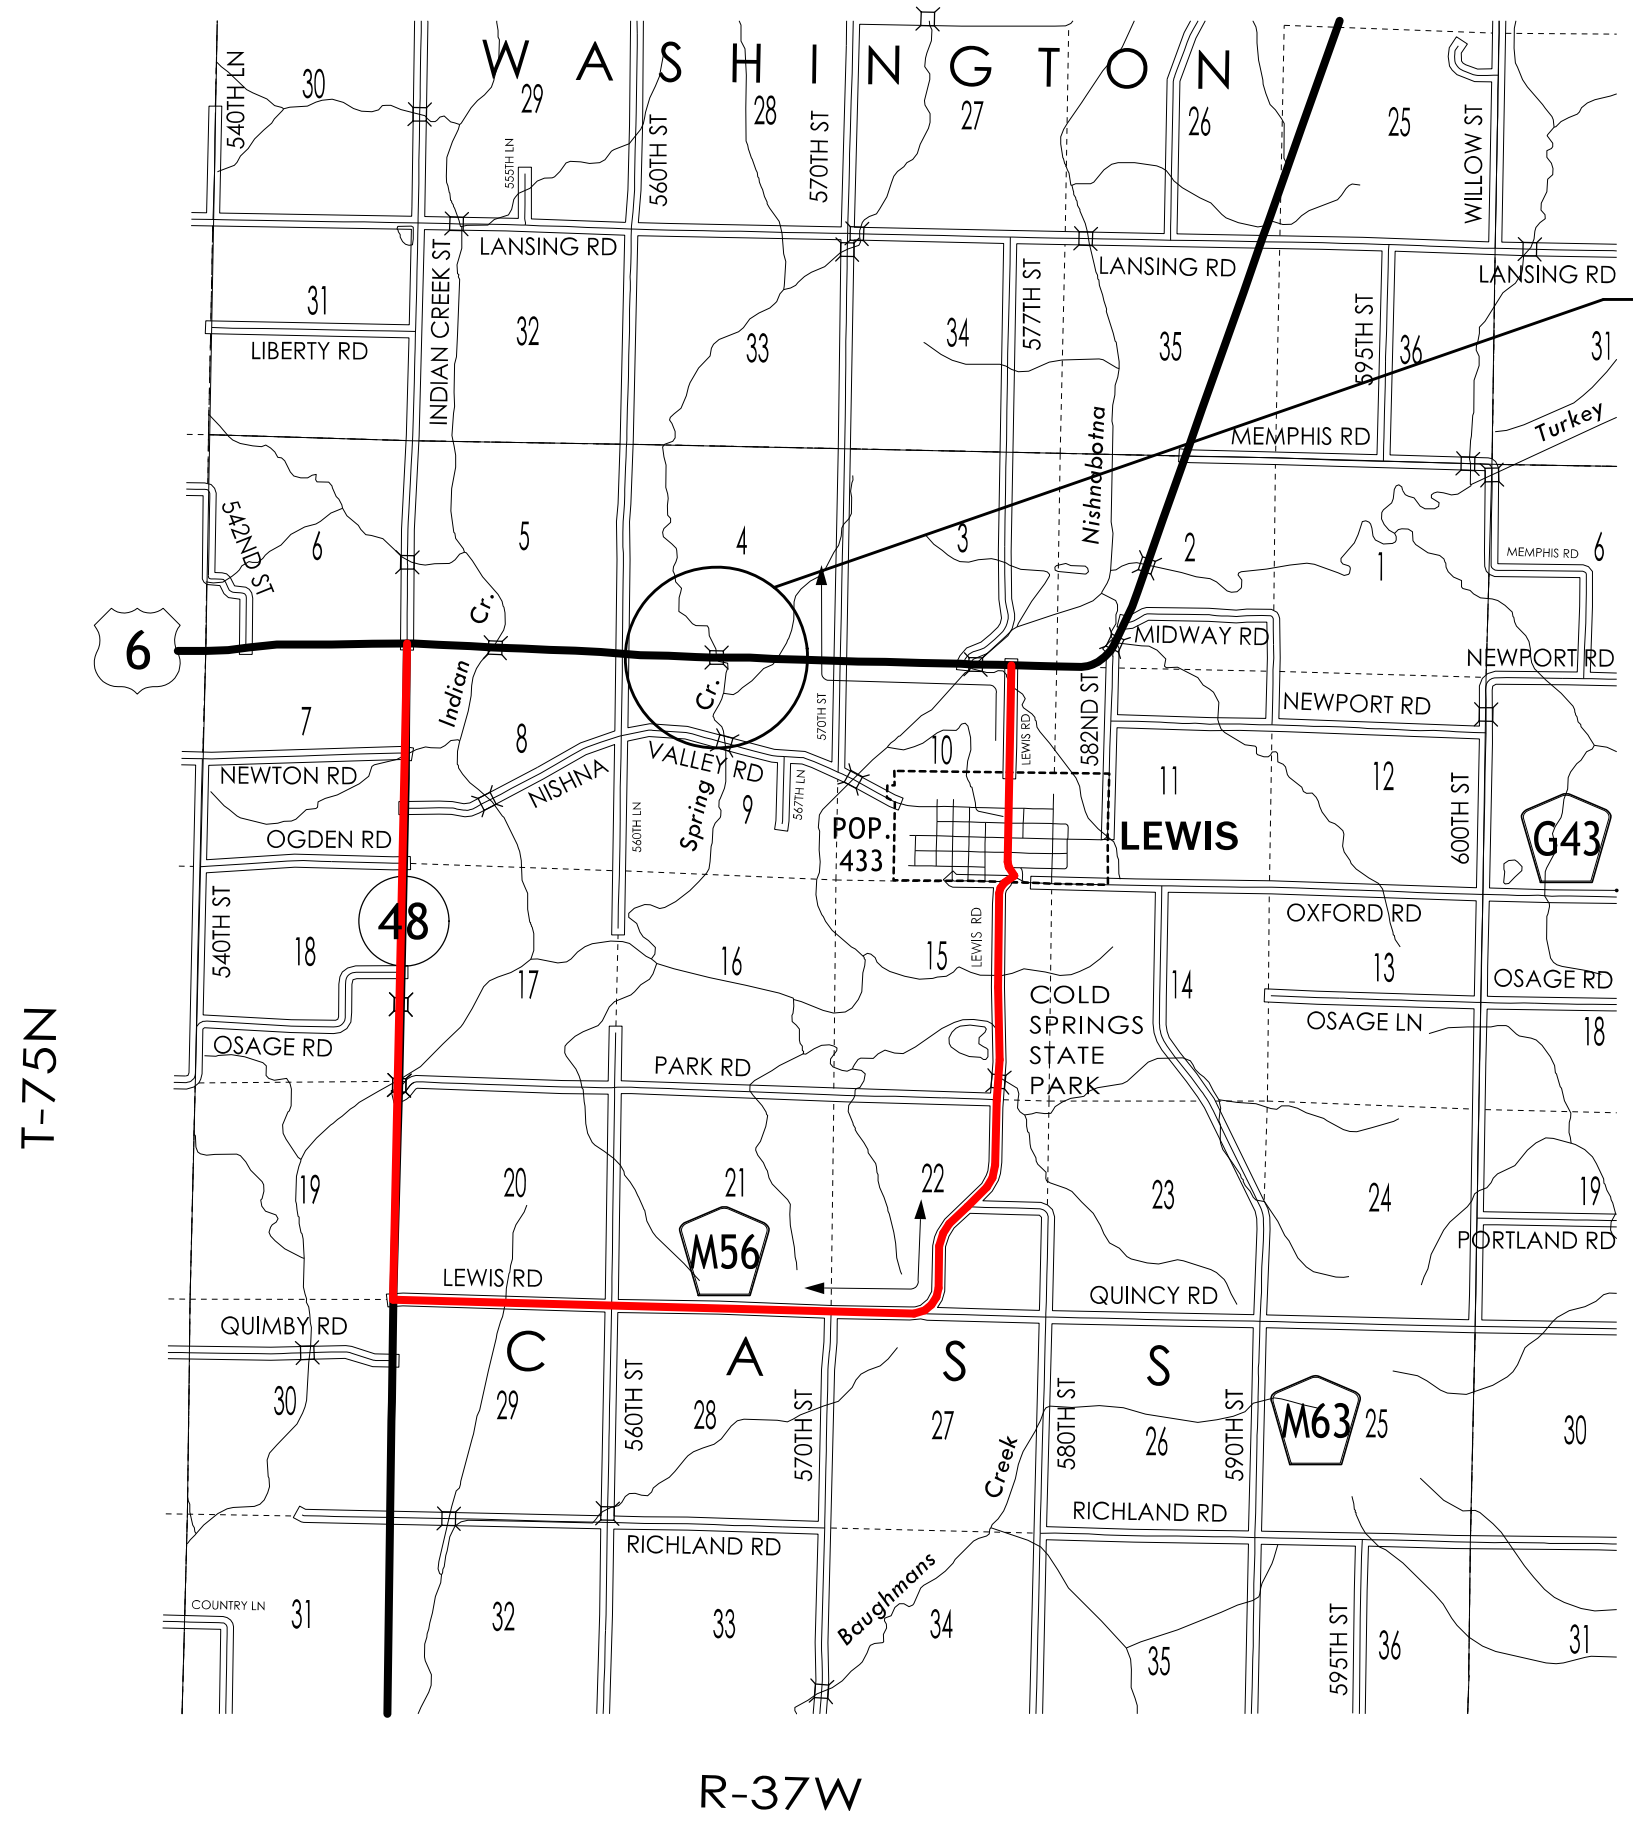 W A S H I N G T O N
540TH LN
30
29
28
27
26
25
555TH LN
560TH ST
570TH ST
WILLOW ST
LANSING RD
LANSING RD
LANSING RD
INDIAN CREEK ST
577TH ST
595TH ST
31
32
33
34
35
36
31
LIBERTY RD
Turkey
MEMPHIS RD
Nishnabotna
542ND ST
6
5
4
3
2
1
MEMPHIS RD
6
Cr.
6
MIDWAY RD
NEWPORT RD
Indian
Cr.
570TH ST
LEWIS RD
582ND ST
NEWPORT RD
7
8
10
NEWTON RD
NISHNA
VALLEY RD
11
12
560TH LN
Spring
9
567TH LN
600TH ST
OGDEN RD
POP.
433
LEWIS
G43
540TH ST
48
LEWIS RD
OXFORD RD
18
17
16
15
14
13
OSAGE RD
COLD
SPRINGS
STATE
PARK
OSAGE LN
18
T-75N
OSAGE RD
PARK RD
19
20
21
22
23
24
19
M56
PORTLAND RD
LEWIS RD
QUINCY RD
QUIMBY RD
C A S S
560TH ST
570TH ST
580TH ST
590TH ST
M63
30
29
28
27
26
25
30
Creek
RICHLAND RD
RICHLAND RD
Baughmans
COUNTRY LN
31
32
33
34
35
595TH ST
36
31
R-37W